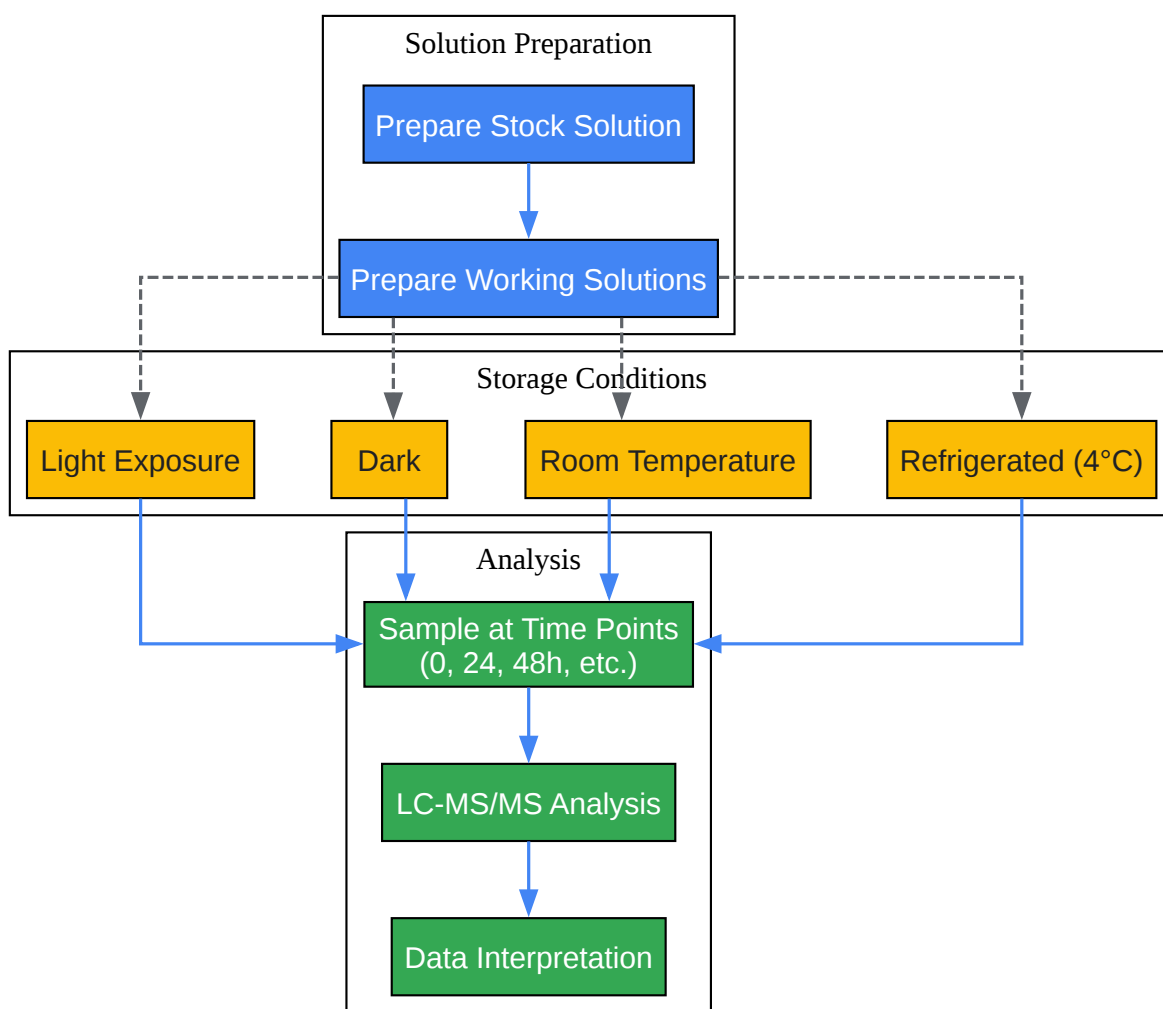 Solution Preparation
Prepare Stock Solution
Prepare Working Solutions
Storage Conditions
Light Exposure
Dark
Room Temperature
Refrigerated (4°C)
Analysis
Sample at Time Points
(0, 24, 48h, etc.)
LC-MS/MS Analysis
Data Interpretation